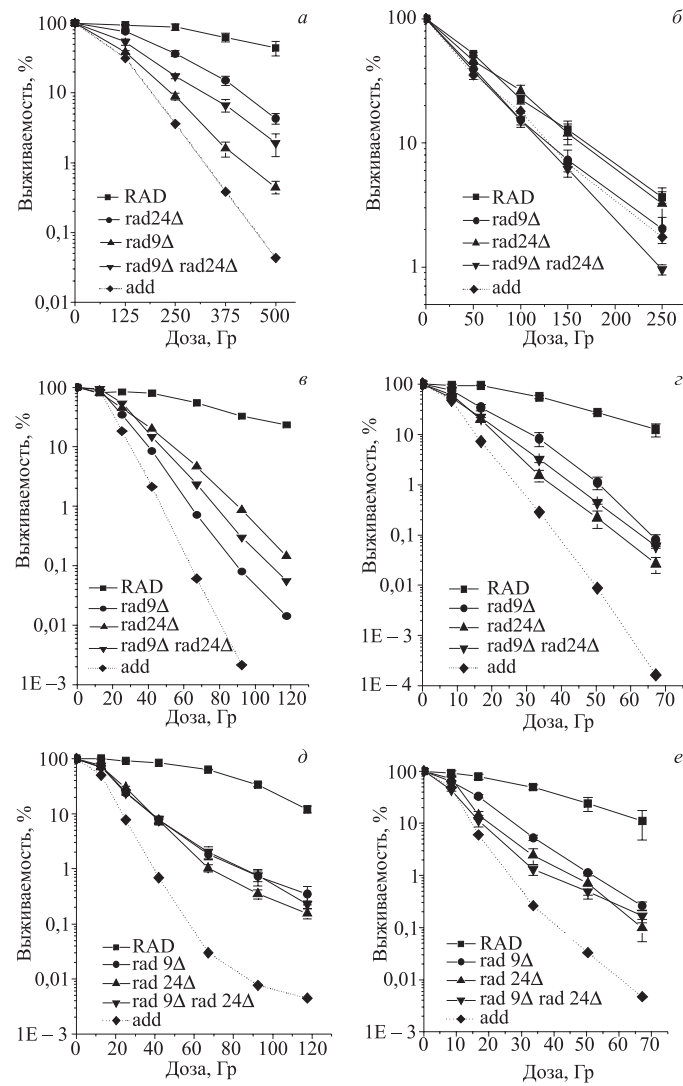 а
Выживаемость, %
100
10
1
0,1
0,01
RAD
rad24Δ
rad9Δ
rad9Δ rad24Δ
add
0 125 250 375 500
Доза, Гр
б
Выживаемость, %
100
10
1
RAD
rad9Δ
rad24Δ
rad9Δ rad24Δ
add
0 50 100 150 200 250
Доза, Гр
в
Выживаемость, %
100
10
1
0,1
0,01
1E – 3
RAD
rad9Δ
rad24Δ
rad9Δ rad24Δ
add
0 20 40 60 80 100 120
Доза, Гр
г
Выживаемость, %
100
10
1
0,1
0,01
1E – 3
1E – 4
RAD
rad9Δ
rad24Δ
rad9Δ rad24Δ
add
0 10 20 30 40 50 60 70
Доза, Гр
д
Выживаемость, %
100
10
1
0,1
0,01
1E – 3
RAD
rad 9Δ
rad 24Δ
rad 9Δ rad 24Δ
add
0 20 40 60 80 100 120
Доза, Гр
е
Выживаемость, %
100
10
1
0,1
0,01
1E – 3
RAD
rad 9Δ
rad 24Δ
rad 9Δ rad 24Δ
add
0 10 20 30 40 50 60 70
Доза, Гр